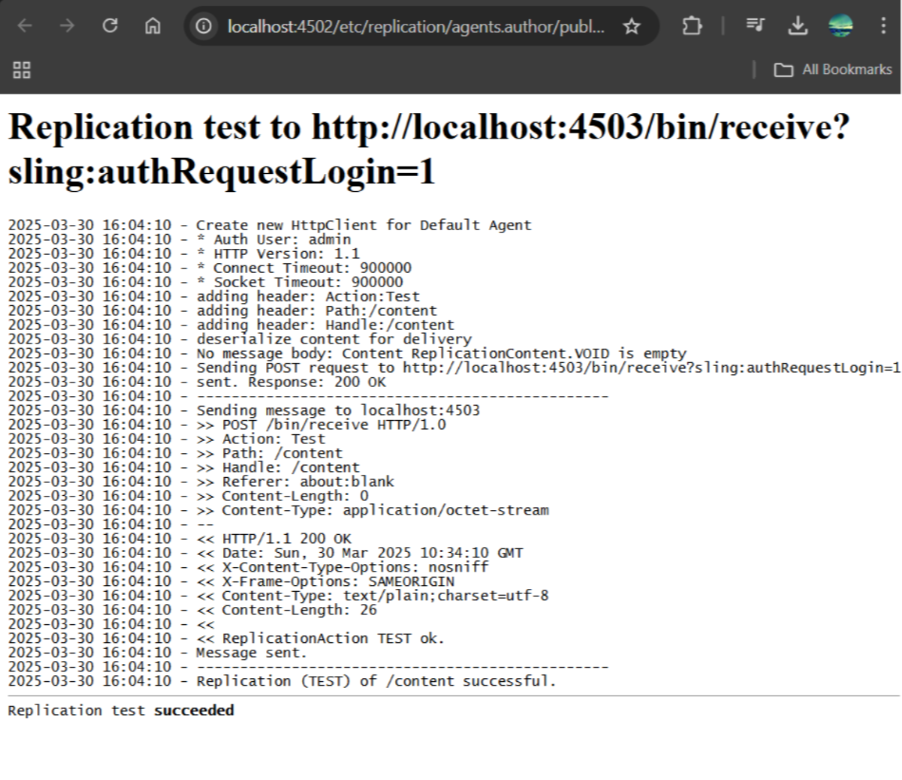 localhost:4502/etc/replication/agents.author/publ...
All Bookmarks
Replication test to http://localhost:4503/bin/receive?
sling:authRequestLogin=1
2025-03-30 16:04:10 - Create new HttpClient for Default Agent
2025-03-30 16:04:10 - * Auth User: admin
2025-03-30 16:04:10 - * HTTP Version: 1.1
2025-03-30 16:04:10 - * Connect Timeout: 900000
2025-03-30 16:04:10 - * Socket Timeout: 900000
2025-03-30 16:04:10 - adding header: Action:Test
2025-03-30 16:04:10 - adding header: Path:/content
2025-03-30 16:04:10 - adding header: Handle:/content
2025-03-30 16:04:10 - deserialize content for delivery
2025-03-30 16:04:10 - No message body: Content ReplicationContent.VOID is empty
2025-03-30 16:04:10 - Sending POST request to http://localhost:4503/bin/receive?sling:authRequestLogin=1
2025-03-30 16:04:10 - sent. Response: 200 OK
2025-03-30 16:04:10 - ------------------------------------------------
2025-03-30 16:04:10 - Sending message to localhost:4503
2025-03-30 16:04:10 - >> POST /bin/receive HTTP/1.0
2025-03-30 16:04:10 - >> Action: Test
2025-03-30 16:04:10 - >> Path: /content
2025-03-30 16:04:10 - >> Handle: /content
2025-03-30 16:04:10 - >> Referer: about:blank
2025-03-30 16:04:10 - >> Content-Length: 0
2025-03-30 16:04:10 - >> Content-Type: application/octet-stream
2025-03-30 16:04:10 - --
2025-03-30 16:04:10 - << HTTP/1.1 200 OK
2025-03-30 16:04:10 - << Date: Sun, 30 Mar 2025 10:34:10 GMT
2025-03-30 16:04:10 - << X-Content-Type-Options: nosniff
2025-03-30 16:04:10 - << X-Frame-Options: SAMEORIGIN
2025-03-30 16:04:10 - << Content-Type: text/plain;charset=utf-8
2025-03-30 16:04:10 - << Content-Length: 26
2025-03-30 16:04:10 - <<
2025-03-30 16:04:10 - << ReplicationAction TEST ok.
2025-03-30 16:04:10 - Message sent.
2025-03-30 16:04:10 - ------------------------------------------------
2025-03-30 16:04:10 - Replication (TEST) of /content successful.
Replication test succeeded